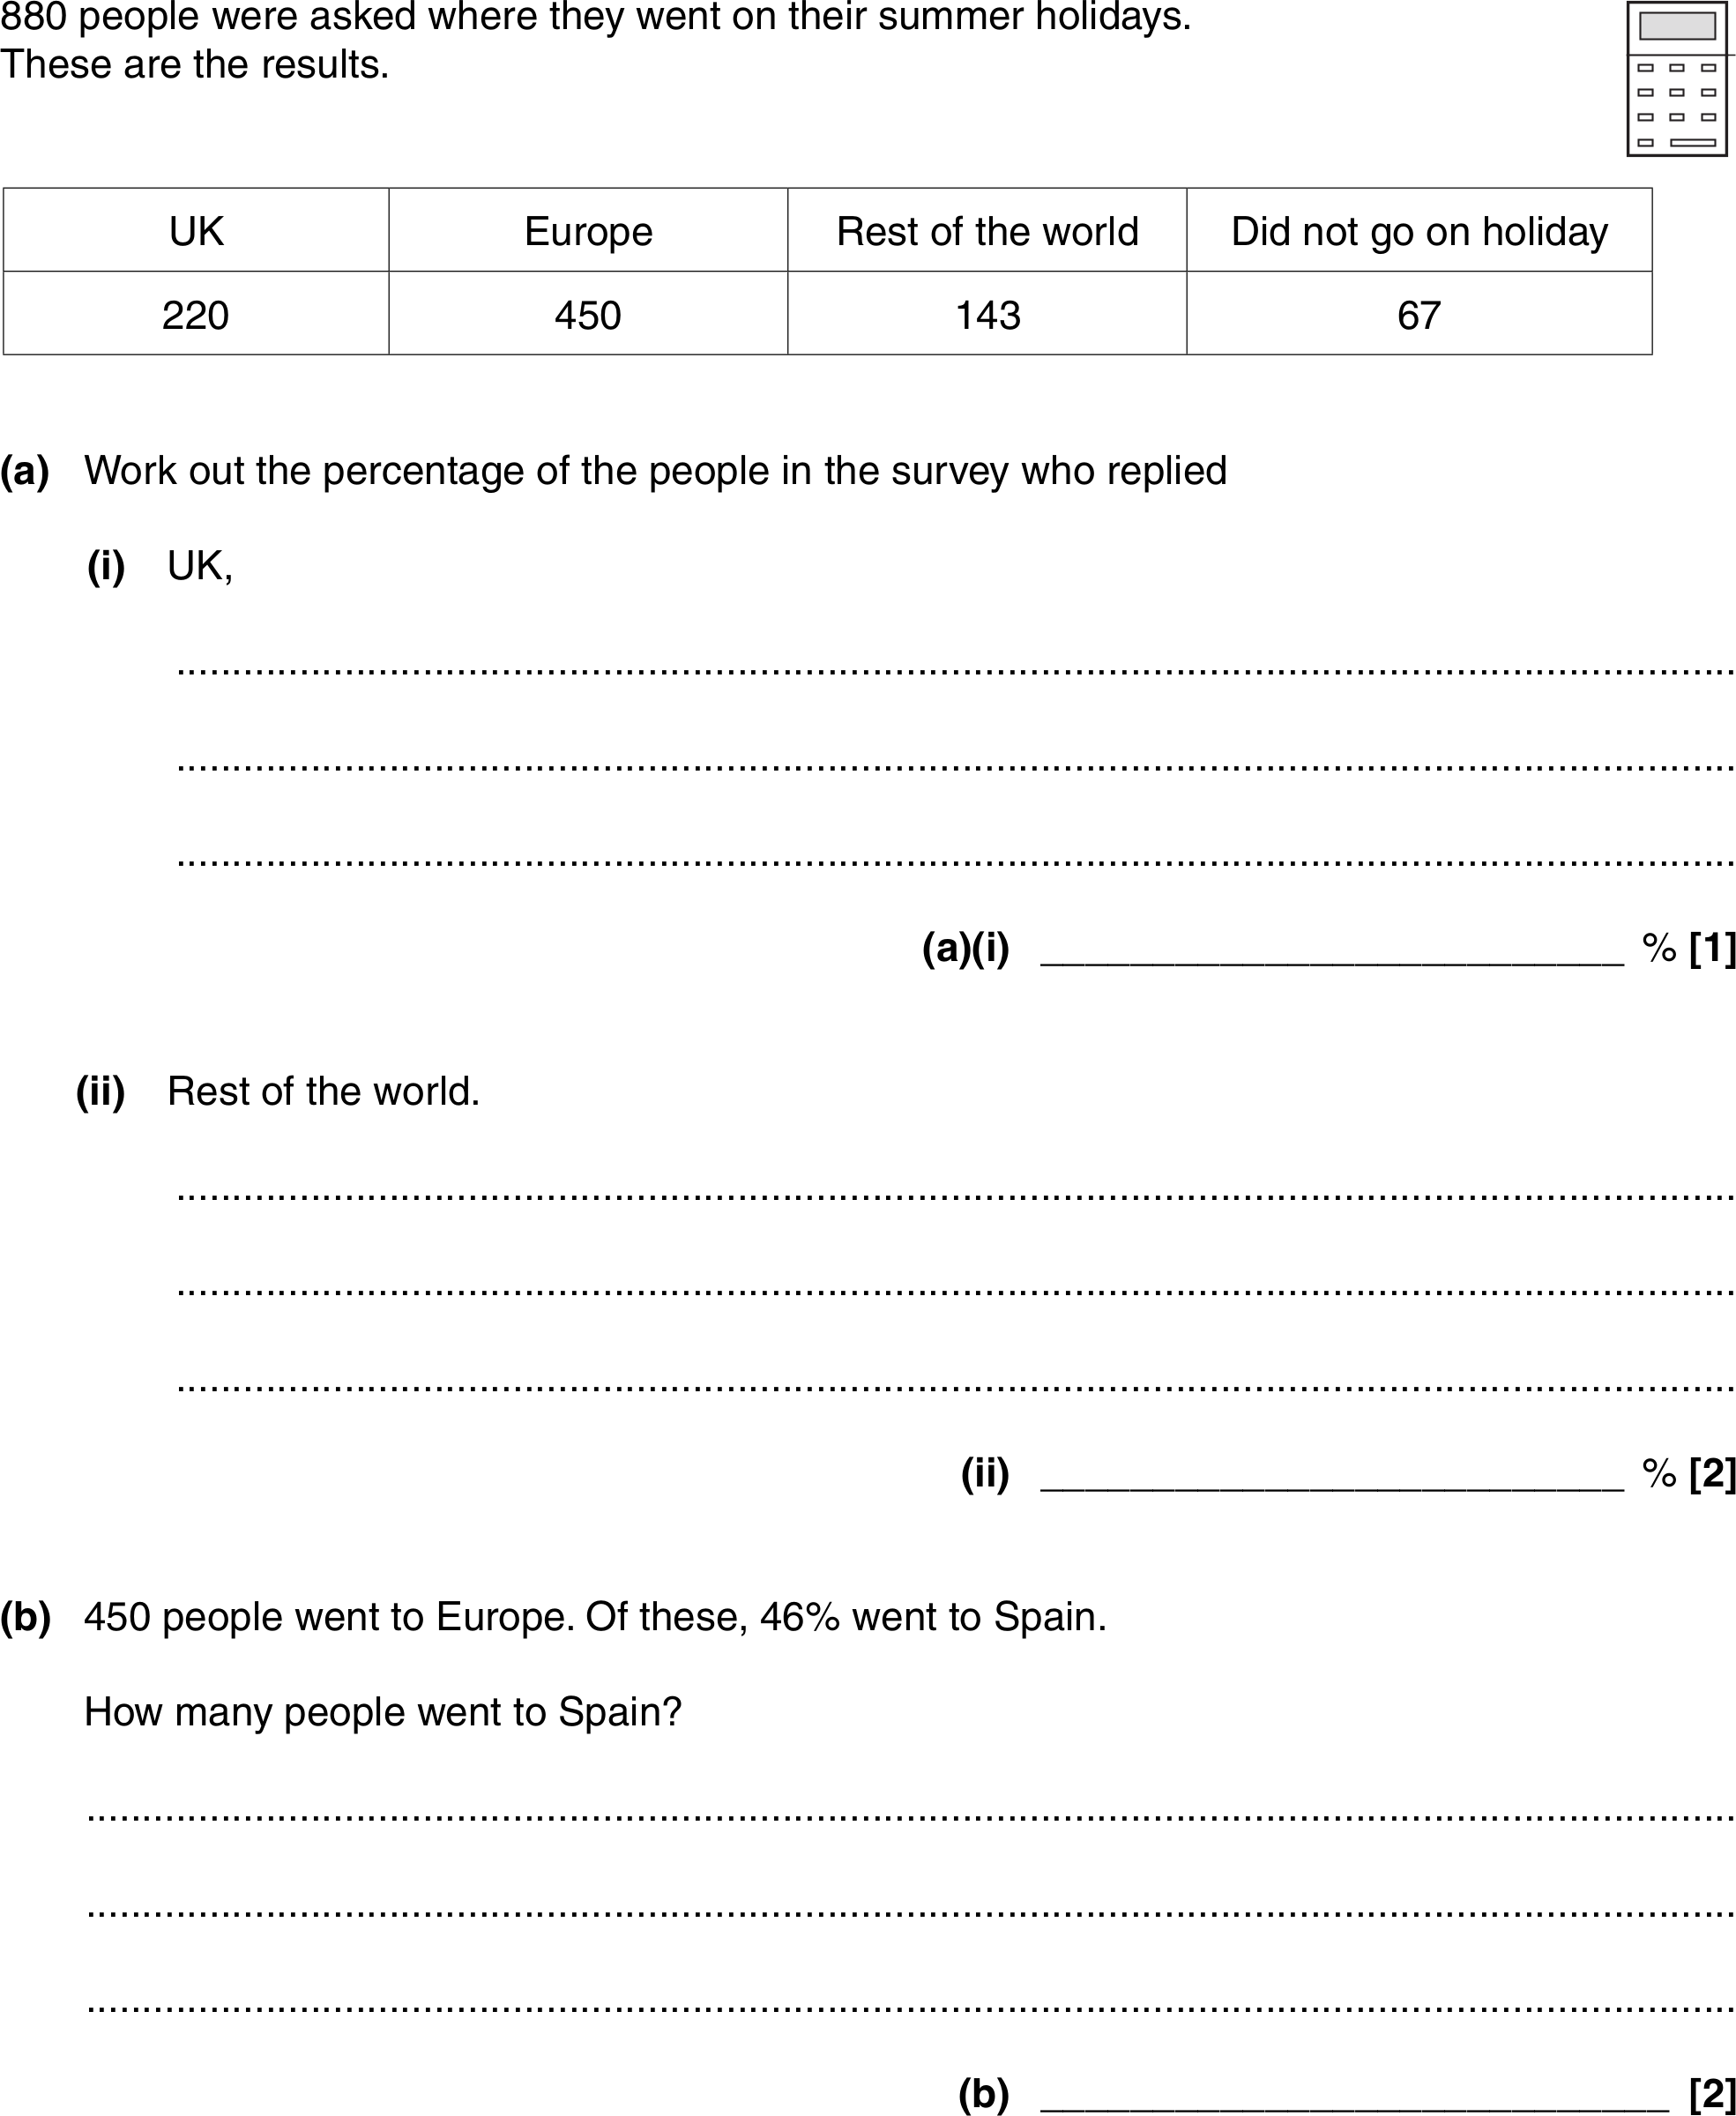 880 people were asked where they went on their summer holidays.
These are the results.
UK Europe Rest of the world Did not go on holiday
220 450 143 67
(a) Work out the percentage of the people in the survey who replied
(i) UK,
(a)(i) __________________________ % [1]
(ii) Rest of the world.
(ii) __________________________ % [2]
(b) 450 people went to Europe. Of these, 46% went to Spain.
How many people went to Spain?
(b) ____________________________ [2]